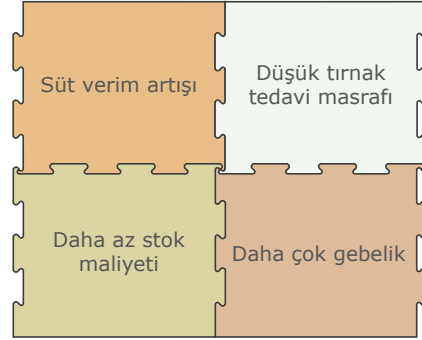 Süt verim artışı
Düşük tırnak
tedavi masrafı
Daha az stok
maliyeti
Daha çok gebelik